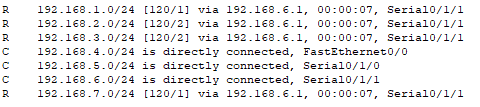 R 192.168.1.0/24 [120/1] via 192.168.6.1, 00:00:07, Serial0/1/1
R 192.168.2.0/24 [120/2] via 192.168.6.1, 00:00:07, Serial0/1/1
R 192.168.3.0/24 [120/2] via 192.168.6.1, 00:00:07, Serial0/1/1
C 192.168.4.0/24 is directly connected, FastEthernet0/0
C 192.168.5.0/24 is directly connected, Serial0/1/0
C 192.168.6.0/24 is directly connected, Serial0/1/1
R 192.168.7.0/24 [120/1] via 192.168.6.1, 00:00:07, Serial0/1/1